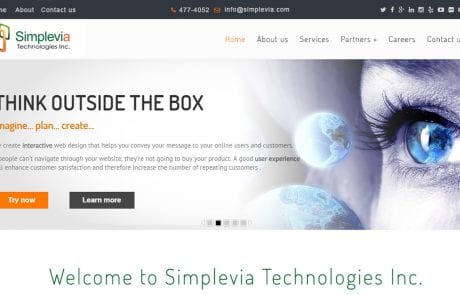 me About us Contact us 477-4052 info@simplevia.com
Simplevia
Technologies Inc.
Home About us Services Partners + Careers Contact us
THINK OUTSIDE THE BOX
magine... plan... create...
e create interactive web design that helps you convey your message to your online users and customers.
people can't navigate through your website, they're not going to buy your product. A good user experience
ll enhance customer satisfaction and therefore increase the number of repeating customers .
Try now Learn more
Welcome to Simplevia Technologies Inc.